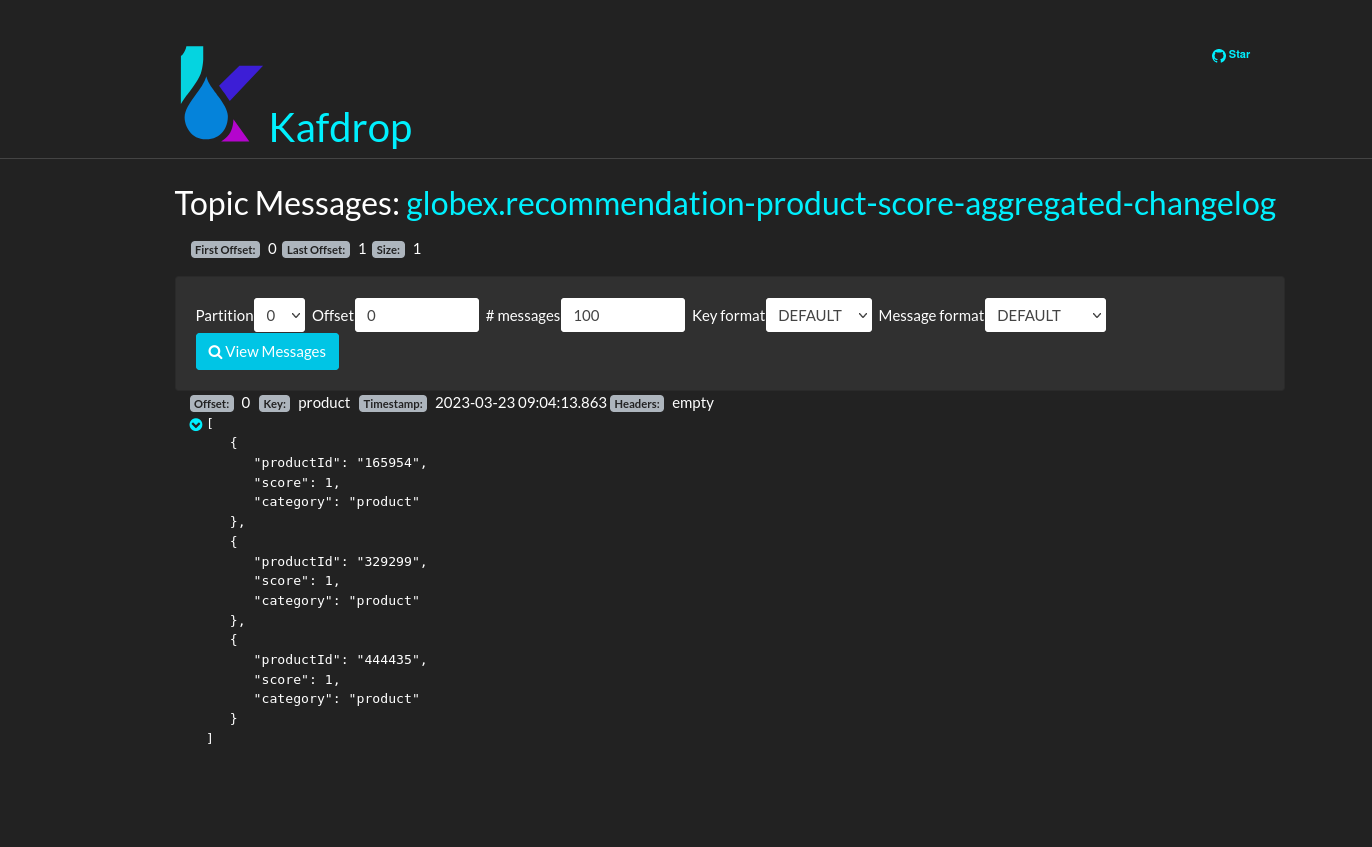 Star
Kafdrop
Topic Messages: globex.recommendation-product-score-aggregated-changelog
First Offset: 0 Last Offset: 1 Size: 1
Partition 0 Offset 0 # messages 100 Key format DEFAULT Message format DEFAULT
View Messages
Offset: 0 Key: product Timestamp: 2023-03-23 09:04:13.863 Headers: empty
[
   {
      "productId": "165954",
      "score": 1,
      "category": "product"
   },
   {
      "productId": "329299",
      "score": 1,
      "category": "product"
   },
   {
      "productId": "444435",
      "score": 1,
      "category": "product"
   }
]